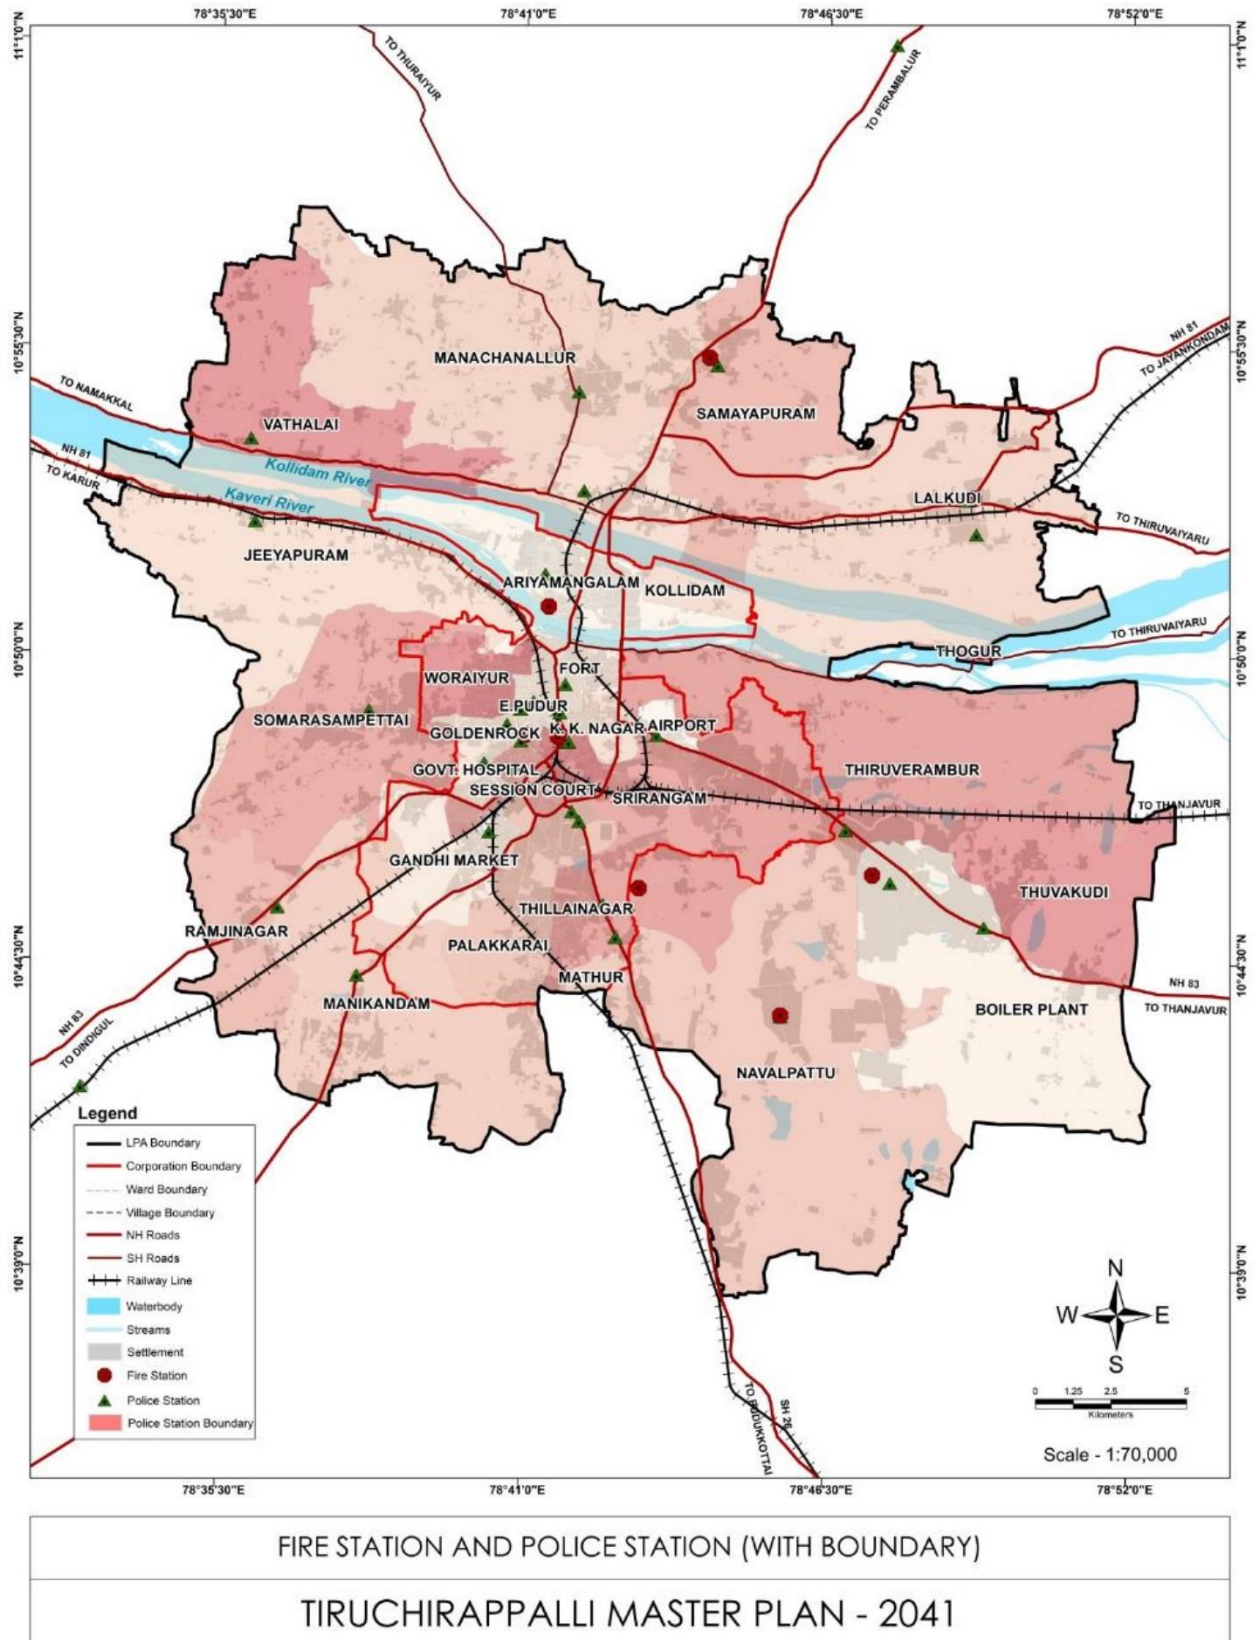 78°35'30"E 78°41'0"E 78°46'30"E 78°52'0"E
11°1'0"N 11°1'0"N
TO THURAIYUR
TO PERAMBALUR
10°55'30"N 10°55'30"N
NH 81
TO JAYANKONDAM
MANACHANALLUR
TO NAMAKKAL
SAMAYAPURAM
VATHALAI
NH 81
TO KARUR
Kollidam River
Kaveri River
LALKUDI
TO THIRUVAIYARU
JEEYAPURAM
ARIYAMANGALAM
KOLLIDAM
10°50'0"N 10°50'0"N
TO THIRUVAIYARU
THOGUR
FORT
WORAIYUR
E.PUDUR
SOMARASAMPETTAI
GOLDENROCK
K. K. NAGAR
AIRPORT
GOVT. HOSPITAL
THIRUVERAMBUR
SESSION COURT
SRIRANGAM
TO THANJAVUR
GANDHI MARKET
THUVAKUDI
THILLAINAGAR
RAMJINAGAR
PALAKKARAI
10°44'30"N 10°44'30"N
MATHUR
NH 83
TO THANJAVUR
MANIKANDAM
BOILER PLANT
NH 83
TO DINDIGUL
NAVALPATTU
Legend
LPA Boundary
Corporation Boundary
Ward Boundary
Village Boundary
NH Roads
SH Roads
Railway Line
Waterbody
Streams
Settlement
Fire Station
Police Station
Police Station Boundary
10°39'0"N 10°39'0"N
N
W E
S
0 1.25 2.5 5
Kilometers
Scale - 1:70,000
TO PUDUKKOTTAI
SH 26
78°35'30"E 78°41'0"E 78°46'30"E 78°52'0"E
FIRE STATION AND POLICE STATION (WITH BOUNDARY)
TIRUCHIRAPPALLI MASTER PLAN - 2041